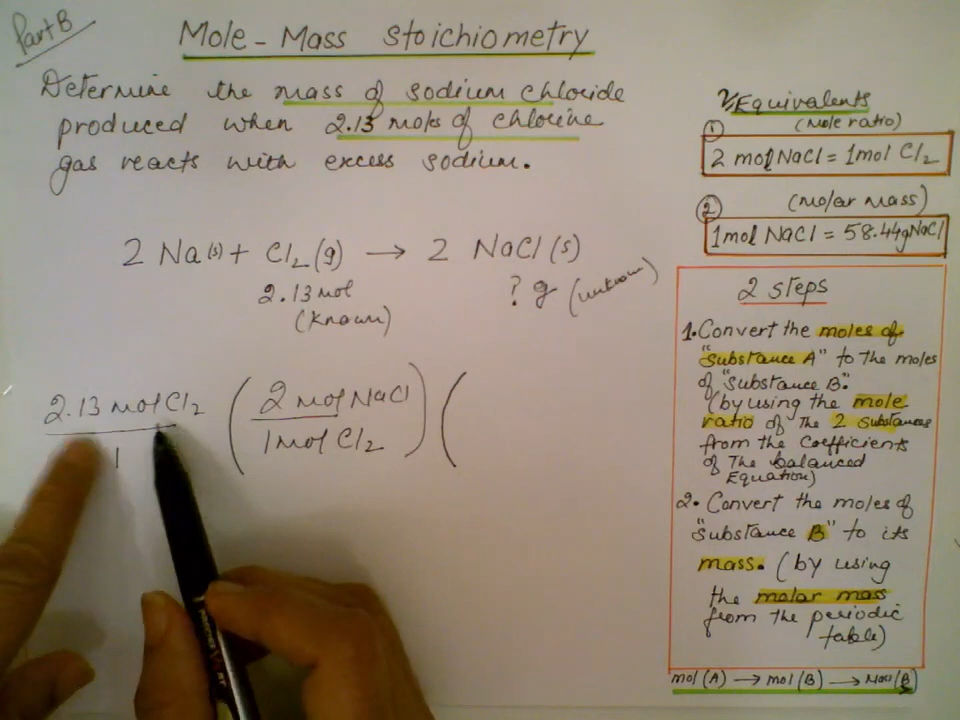 Part B
Mole-Mass Stoichiometry
Determine the mass of sodium chloride
produced when 2.13 moles of chlorine
gas reacts with excess sodium.
2 Na(s) + Cl₂(g) → 2 NaCl(s)
2.13 mol
(known)
? g (unknown)
2.13 mol Cl₂
1
( 2 mol NaCl
1 mol Cl₂ ) (
Equivalents
① (Mole ratio)
2 mol NaCl = 1mol Cl₂
② (Molar mass)
1mol NaCl = 58.44g NaCl
2 steps
1. Convert the moles of
"substance A" to the moles
of "substance B."
(by using the mole
ratio of The 2 substances
from the coefficients
of The balanced
Equation)
2. Convert the moles of
"substance B" to its
mass. (by using
the molar mass
from the periodic
table)
mol(A) → mol(B) → Mass(B)